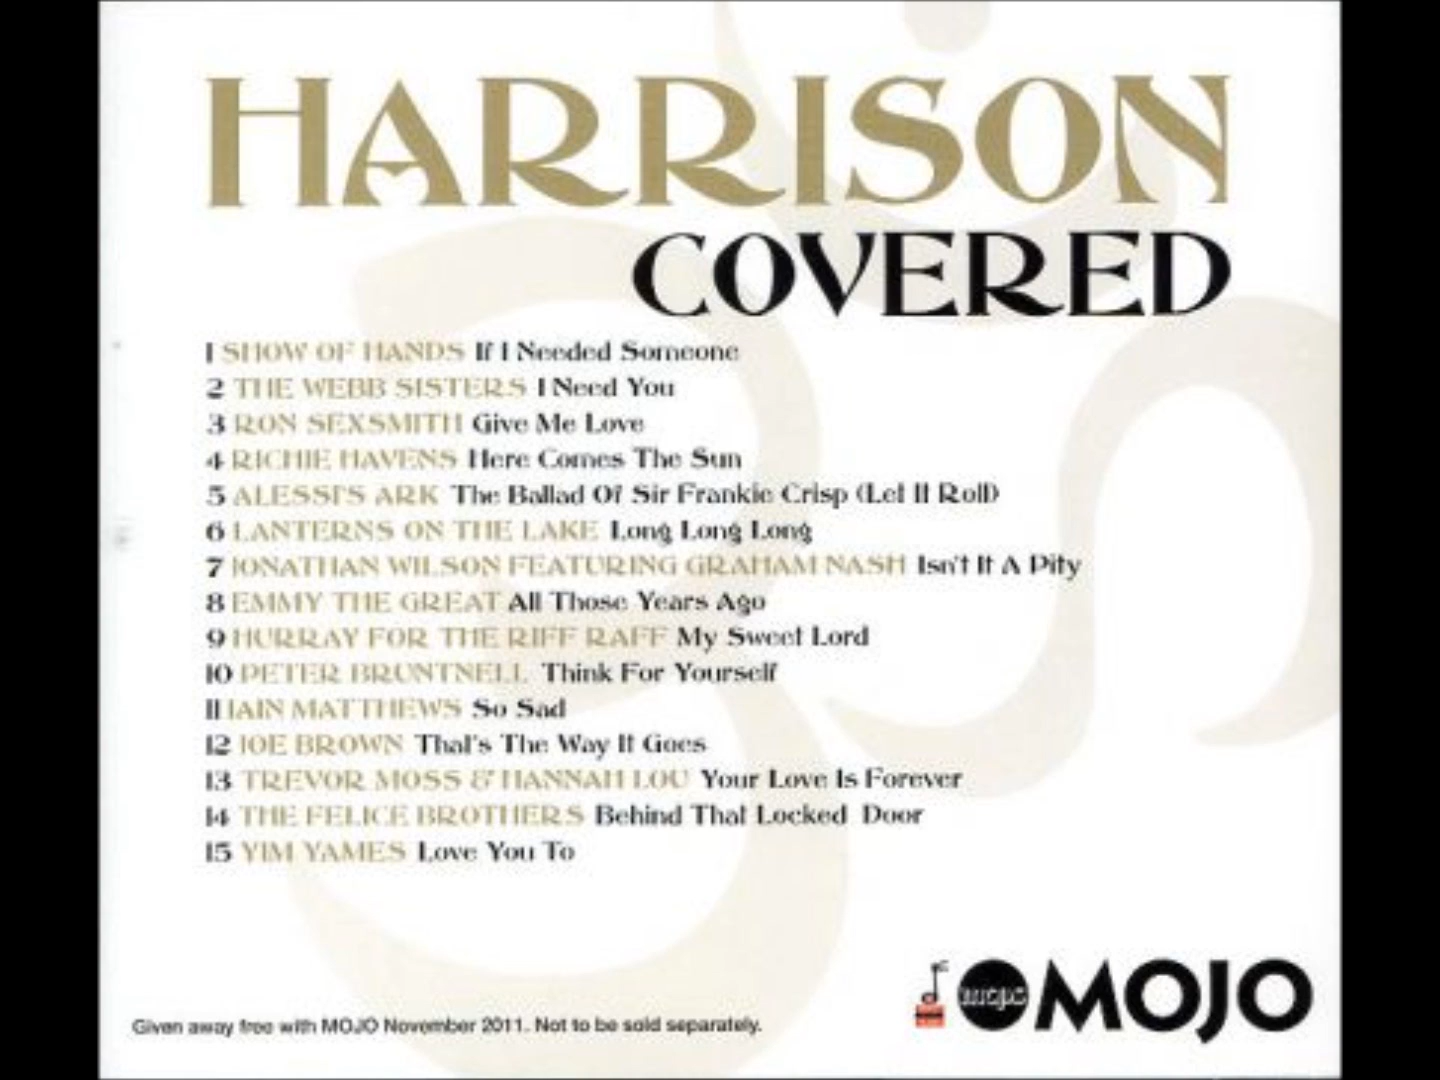 HARRISON
COVERED
1 SHOW OF HANDS If I Needed Someone
2 THE WEBB SISTERS I Need You
3 RON SEXSMITH Give Me Love
4 RICHIE HAVENS Here Comes The Sun
5 ALESSI'S ARK The Ballad Of Sir Frankie Crisp (Let It Roll)
6 LANTERNS ON THE LAKE Long Long Long
7 JONATHAN WILSON FEATURING GRAHAM NASH Isn't It A Pity
8 EMMY THE GREAT All Those Years Ago
9 HURRAY FOR THE RIFF RAFF My Sweet Lord
10 PETER BRUNTNELL Think For Yourself
11 IAIN MATTHEWS So Sad
12 JOE BROWN That's The Way It Goes
13 TREVOR MOSS & HANNAH LOU Your Love Is Forever
14 THE FELICE BROTHERS Behind That Locked Door
15 YIM YAMES Love You To
mcps MOJO
Given away free with MOJO November 2011. Not to be sold separately.